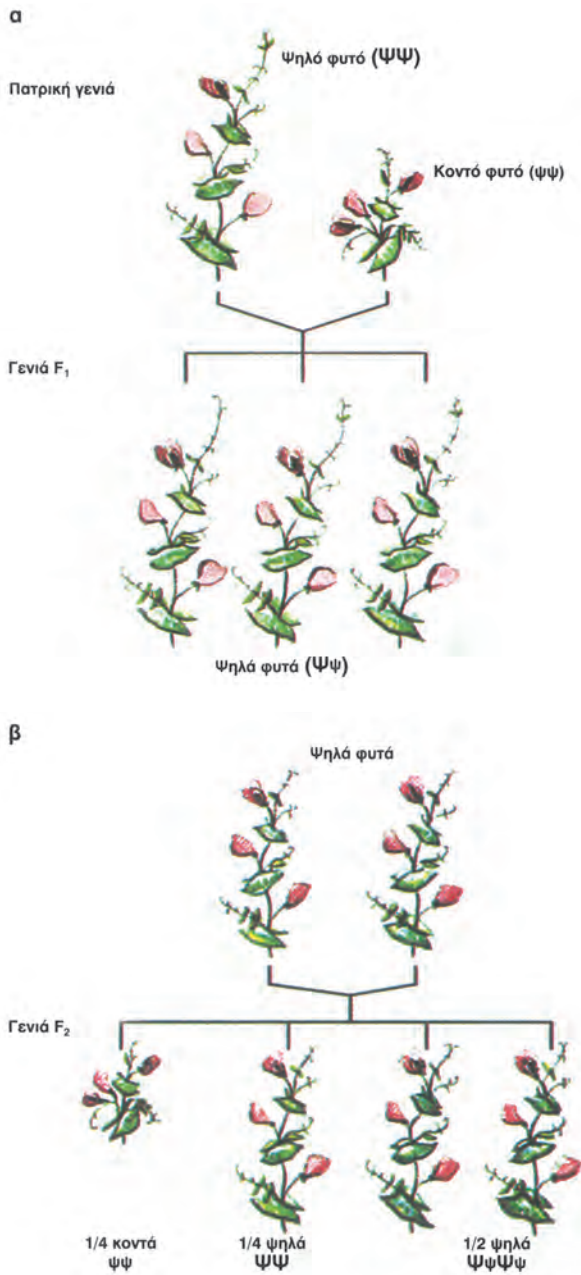 α
Ψηλό φυτό (ΨΨ)
Πατρική γενιά
Κοντό φυτό (ψψ)
Γενιά F₁
Ψηλά φυτά (Ψψ)
β
Ψηλά φυτά
Γενιά F₂
1/4 κοντά
ψψ
1/4 ψηλά
ΨΨ
1/2 ψηλά
ΨψΨψ